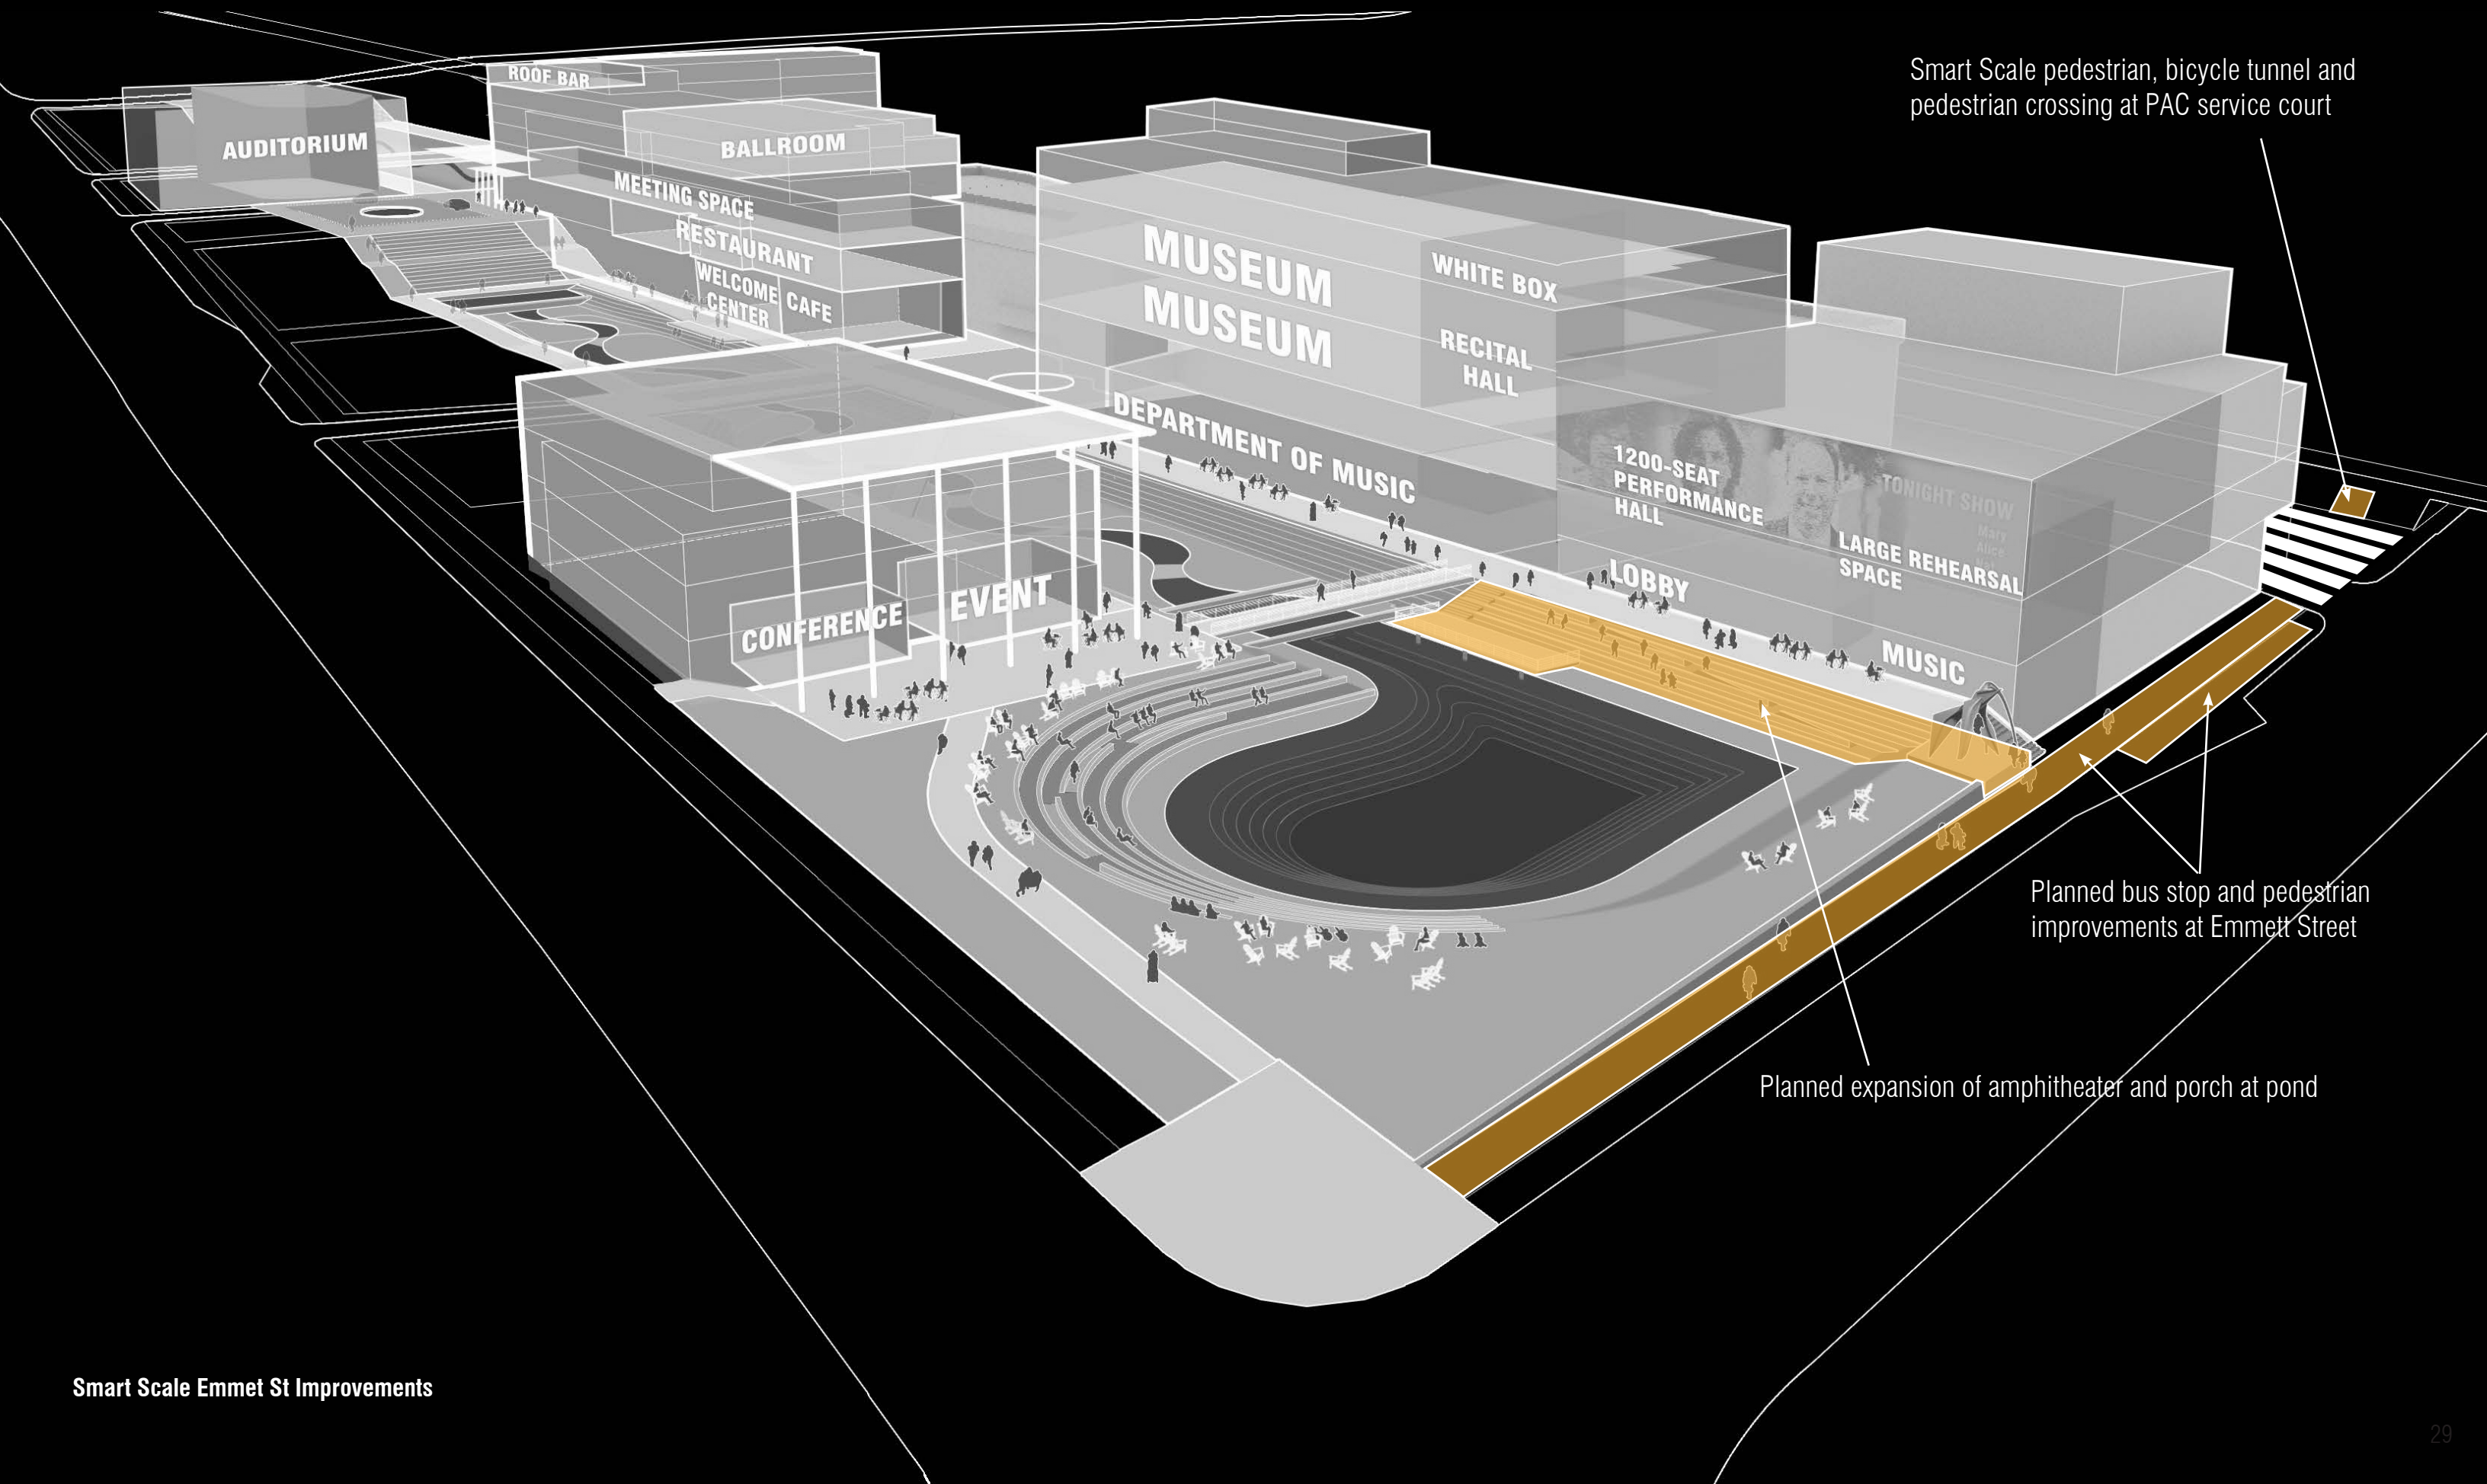 Smart Scale pedestrian, bicycle tunnel and
pedestrian crossing at PAC service court
ROOF BAR
AUDITORIUM
BALLROOM
MEETING SPACE
RESTAURANT
WELCOME
CENTER
CAFE
MUSEUM
MUSEUM
WHITE BOX
RECITAL
HALL
DEPARTMENT OF MUSIC
1200-SEAT
PERFORMANCE
HALL
TONIGHT SHOW
Mary
Alice
LARGE REHEARSAL
SPACE
LOBBY
MUSIC
CONFERENCE
EVENT
Planned bus stop and pedestrian
improvements at Emmett Street
Planned expansion of amphitheater and porch at pond
Smart Scale Emmet St Improvements
29